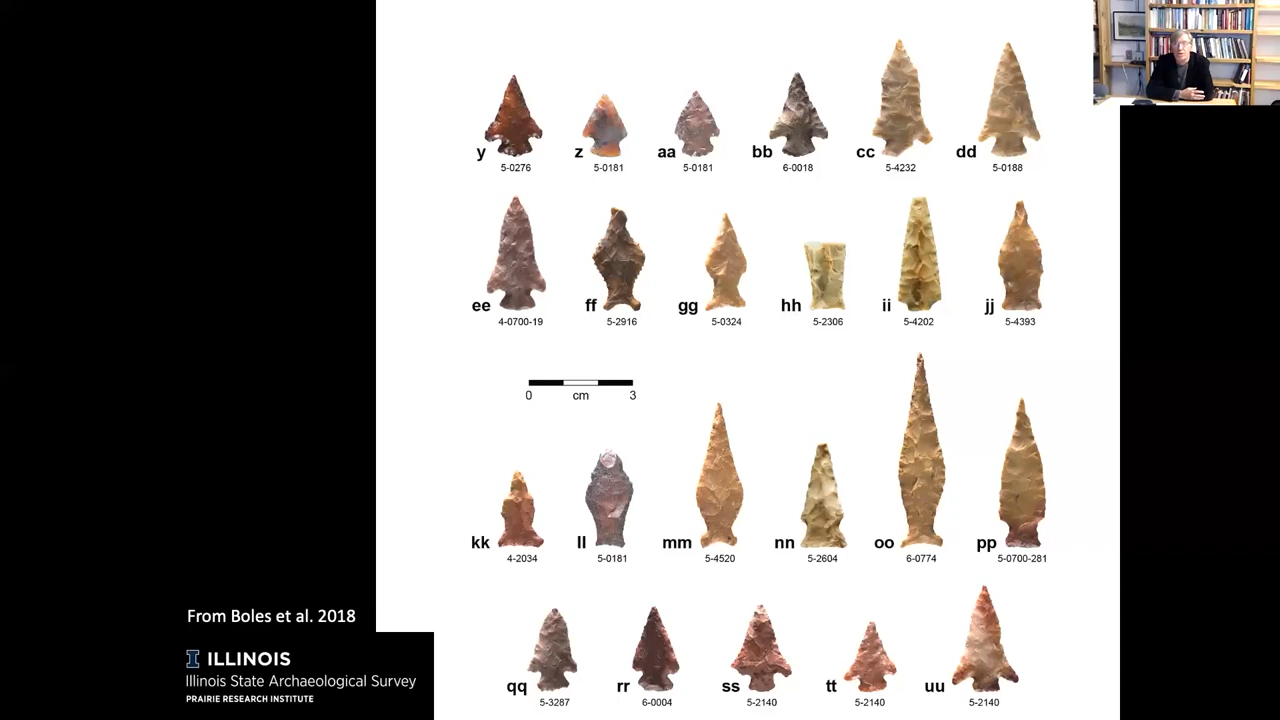 y z aa bb cc dd
5-0276 5-0181 5-0181 6-0018 5-4232 5-0188
ee ff gg hh ii jj
4-0700-19 5-2916 5-0324 5-2306 5-4202 5-4393
0 cm 3
kk ll mm nn oo pp
4-2034 5-0181 5-4520 5-2604 6-0774 5-0700-281
From Boles et al. 2018
I ILLINOIS
Illinois State Archaeological Survey
PRAIRIE RESEARCH INSTITUTE
qq rr ss tt uu
5-3287 6-0004 5-2140 5-2140 5-2140